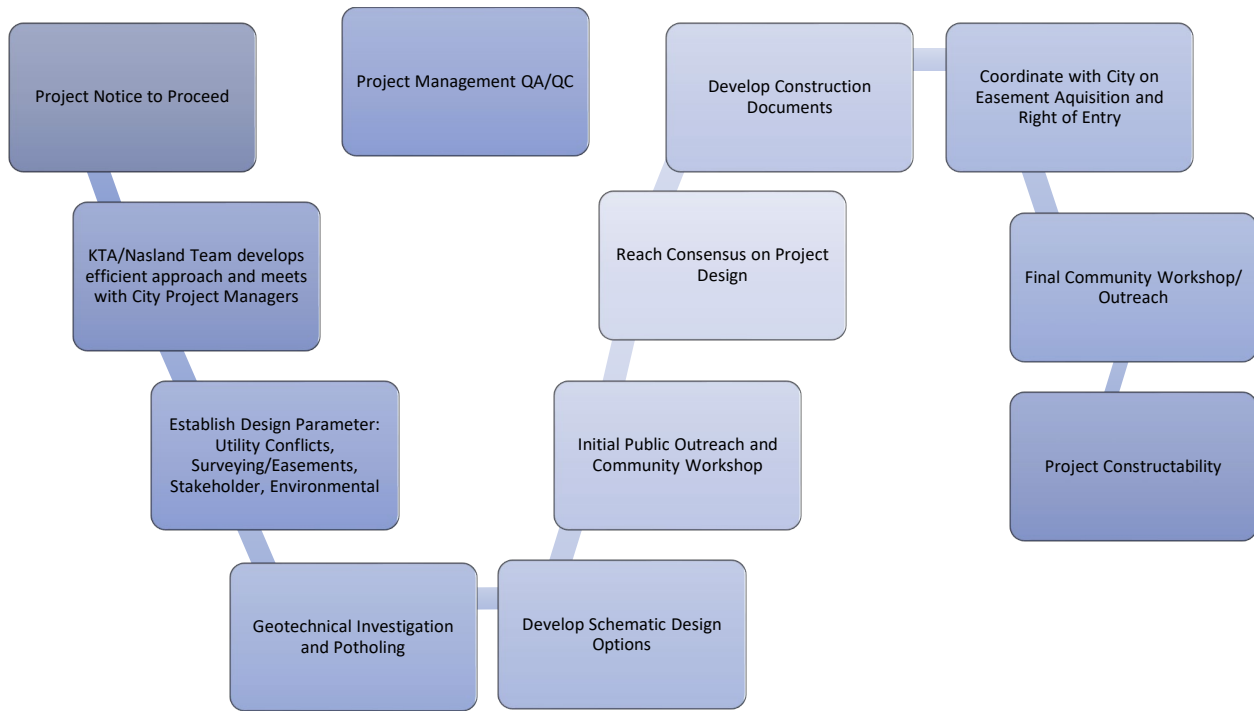 Project Notice to Proceed
KTA/Nasland Team develops
efficient approach and meets
with City Project Managers
Establish Design Parameter:
Utility Conflicts,
Surveying/Easements,
Stakeholder, Environmental
Geotechnical Investigation
and Potholing
Develop Schematic Design
Options
Initial Public Outreach and
Community Workshop
Reach Consensus on Project
Design
Develop Construction
Documents
Coordinate with City on
Easement Aquisition and
Right of Entry
Final Community Workshop/
Outreach
Project Constructability
Project Management QA/QC